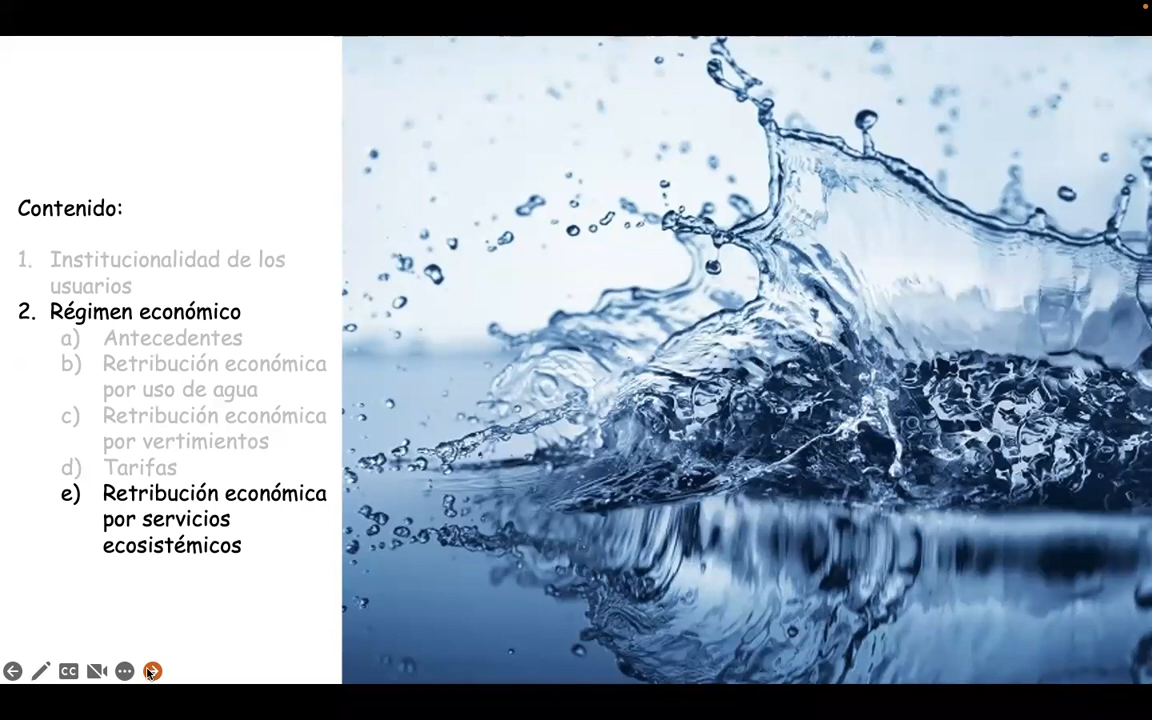 Contenido:
1. Institucionalidad de los
usuarios
2. Régimen económico
a) Antecedentes
b) Retribución económica
por uso de agua
c) Retribución económica
por vertimientos
d) Tarifas
e) Retribución económica
por servicios
ecosistémicos
CC